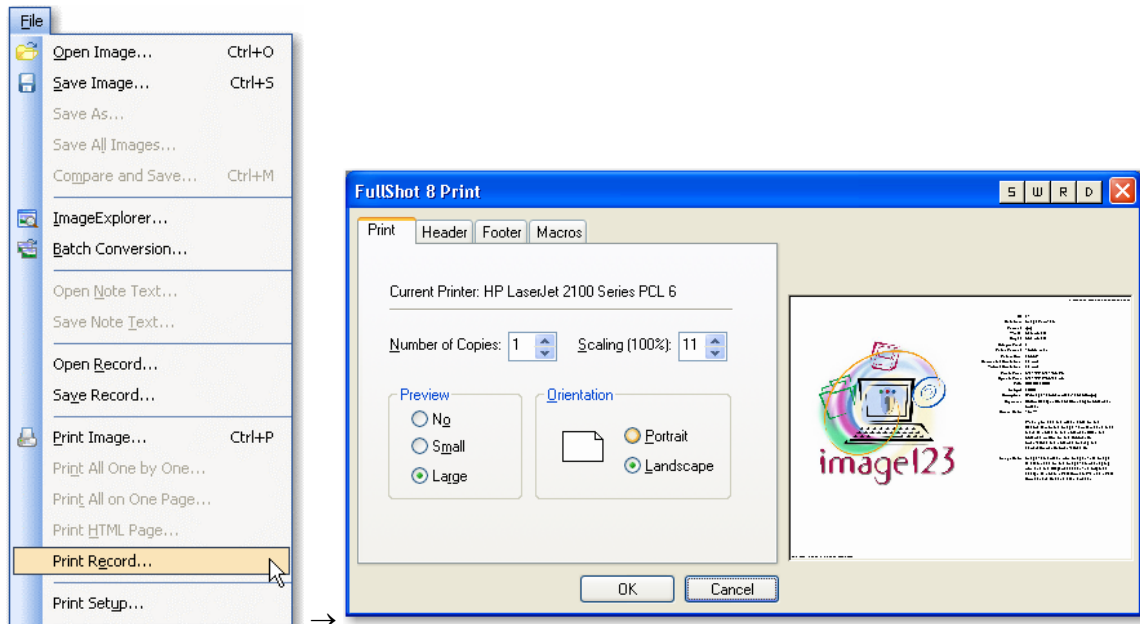 File
Open Image... Ctrl+O
Save Image... Ctrl+S
Save As...
Save All Images...
Compare and Save... Ctrl+M
ImageExplorer...
Batch Conversion...
Open Note Text...
Save Note Text...
Open Record...
Save Record...
Print Image... Ctrl+P
Print All One by One...
Print All on One Page...
Print HTML Page...
Print Record...
Print Setup...
→
FullShot 8 Print
S W R D
Print Header Footer Macros
Current Printer: HP LaserJet 2100 Series PCL 6
Number of Copies: 1 Scaling (100%): 11
Preview
No
Small
Large
Orientation
Portrait
Landscape
image123
OK Cancel